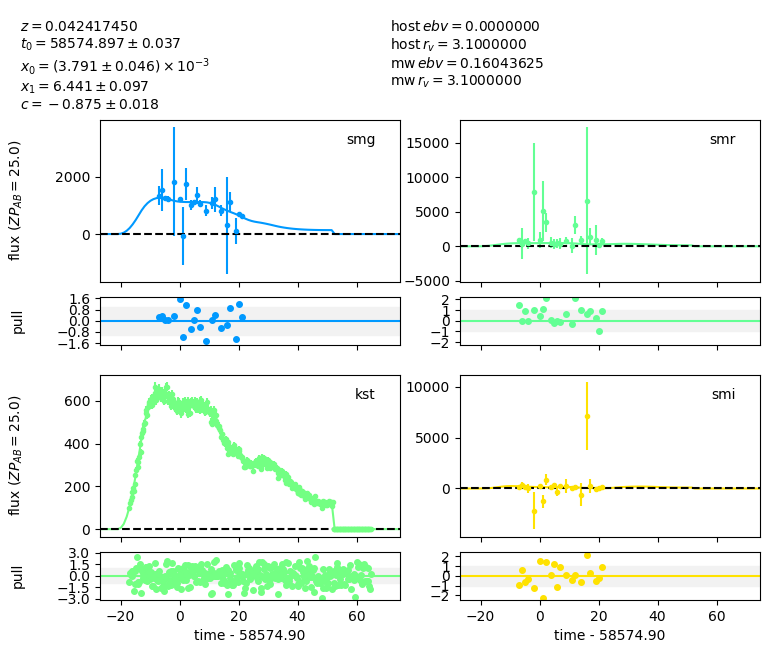 z = 0.042417450
t₀ = 58574.897 ± 0.037
x₀ = (3.791 ± 0.046) × 10⁻³
x₁ = 6.441 ± 0.097
c = −0.875 ± 0.018
host ebv = 0.0000000
host r_v = 3.1000000
mw ebv = 0.16043625
mw r_v = 3.1000000
flux (ZP_AB = 25.0)
2000
0
smg
15000
10000
5000
0
−5000
smr
pull
1.6
0.8
0.0
−0.8
−1.6
2
1
0
−1
−2
flux (ZP_AB = 25.0)
600
400
200
0
kst
10000
5000
0
smi
pull
3.0
1.5
0.0
−1.5
−3.0
2
1
0
−1
−2
−20 0 20 40 60
time - 58574.90
−20 0 20 40 60
time - 58574.90